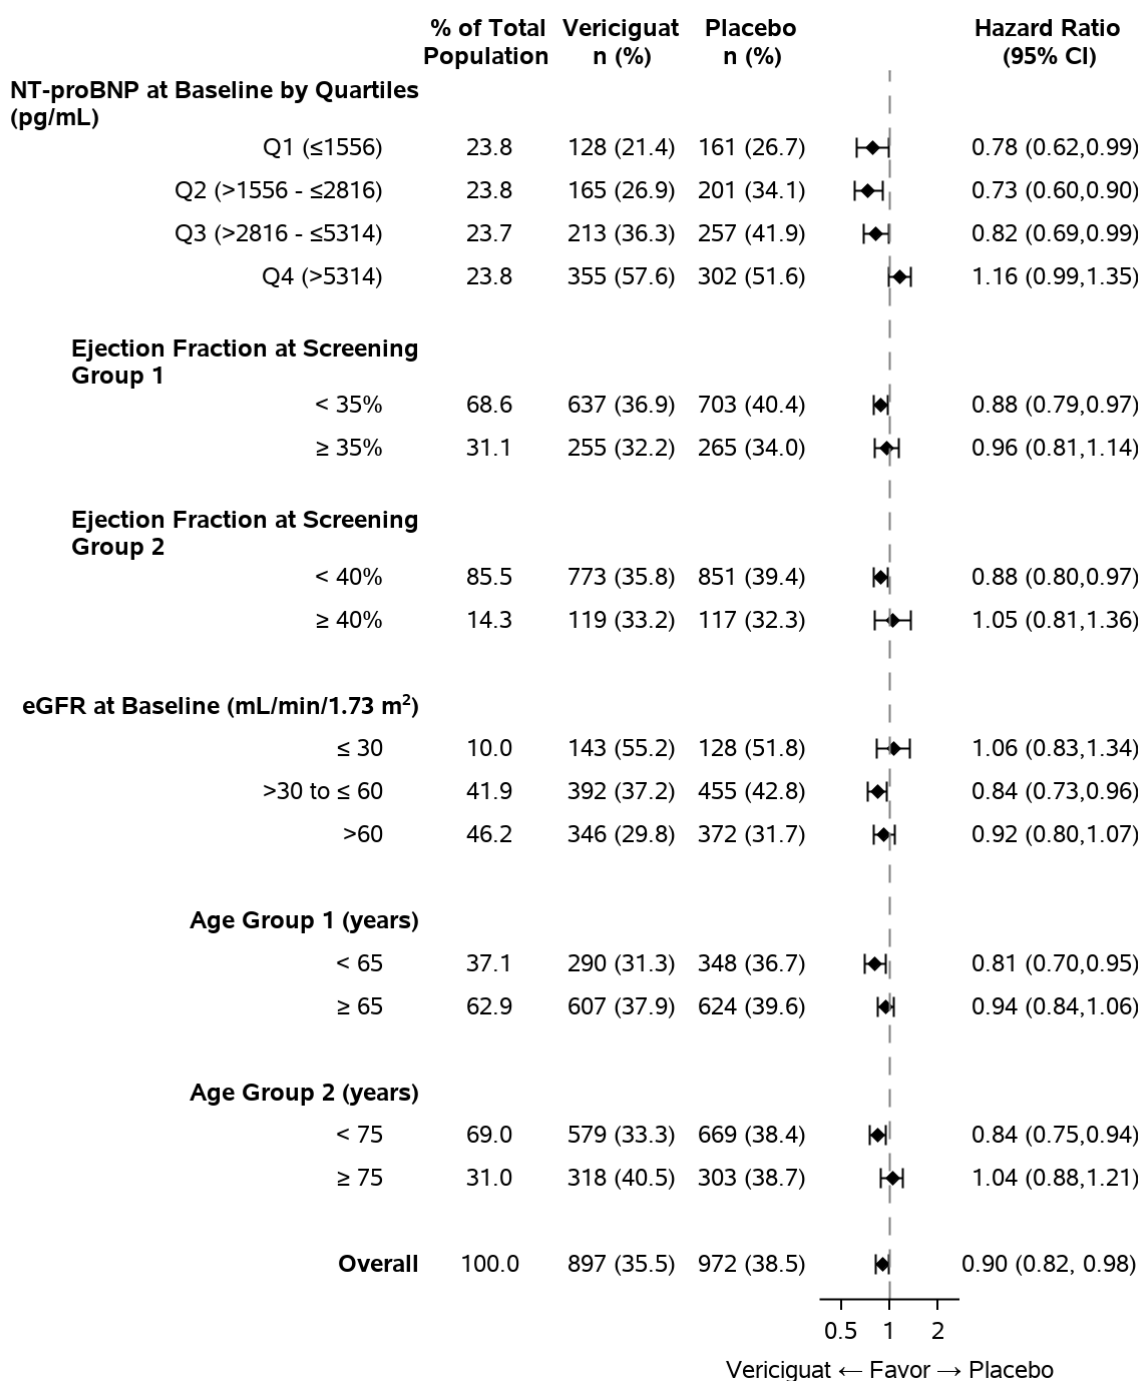 % of Total Vericiguat Placebo Hazard Ratio
Population n (%) n (%) (95% CI)
NT-proBNP at Baseline by Quartiles
(pg/mL)
Q1 (≤1556) 23.8 128 (21.4) 161 (26.7) 0.78 (0.62,0.99)
Q2 (>1556 - ≤2816) 23.8 165 (26.9) 201 (34.1) 0.73 (0.60,0.90)
Q3 (>2816 - ≤5314) 23.7 213 (36.3) 257 (41.9) 0.82 (0.69,0.99)
Q4 (>5314) 23.8 355 (57.6) 302 (51.6) 1.16 (0.99,1.35)
Ejection Fraction at Screening
Group 1
< 35% 68.6 637 (36.9) 703 (40.4) 0.88 (0.79,0.97)
≥ 35% 31.1 255 (32.2) 265 (34.0) 0.96 (0.81,1.14)
Ejection Fraction at Screening
Group 2
< 40% 85.5 773 (35.8) 851 (39.4) 0.88 (0.80,0.97)
≥ 40% 14.3 119 (33.2) 117 (32.3) 1.05 (0.81,1.36)
eGFR at Baseline (mL/min/1.73 m²)
≤ 30 10.0 143 (55.2) 128 (51.8) 1.06 (0.83,1.34)
>30 to ≤ 60 41.9 392 (37.2) 455 (42.8) 0.84 (0.73,0.96)
>60 46.2 346 (29.8) 372 (31.7) 0.92 (0.80,1.07)
Age Group 1 (years)
< 65 37.1 290 (31.3) 348 (36.7) 0.81 (0.70,0.95)
≥ 65 62.9 607 (37.9) 624 (39.6) 0.94 (0.84,1.06)
Age Group 2 (years)
< 75 69.0 579 (33.3) 669 (38.4) 0.84 (0.75,0.94)
≥ 75 31.0 318 (40.5) 303 (38.7) 1.04 (0.88,1.21)
Overall 100.0 897 (35.5) 972 (38.5) 0.90 (0.82, 0.98)
0.5 1 2
Vericiguat ← Favor → Placebo